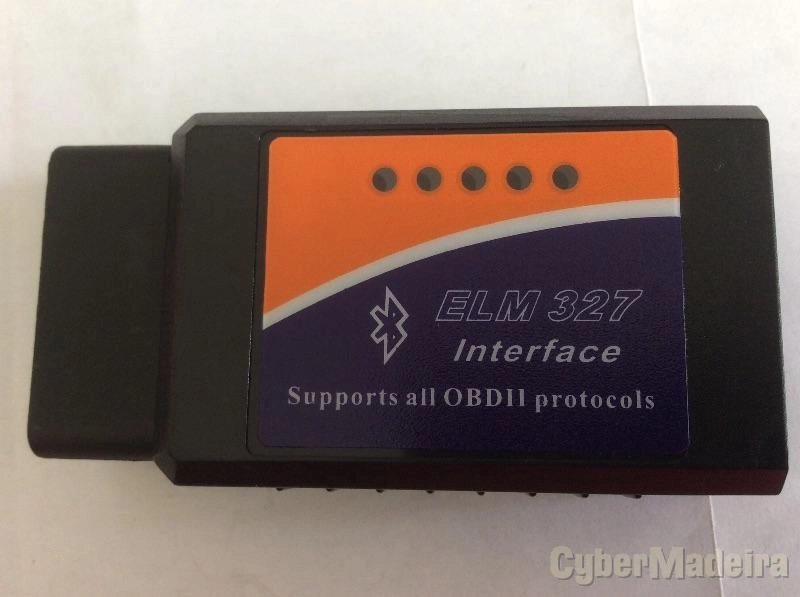 ELM 327
Interface
Supports all OBDII protocols
CyberMadeira